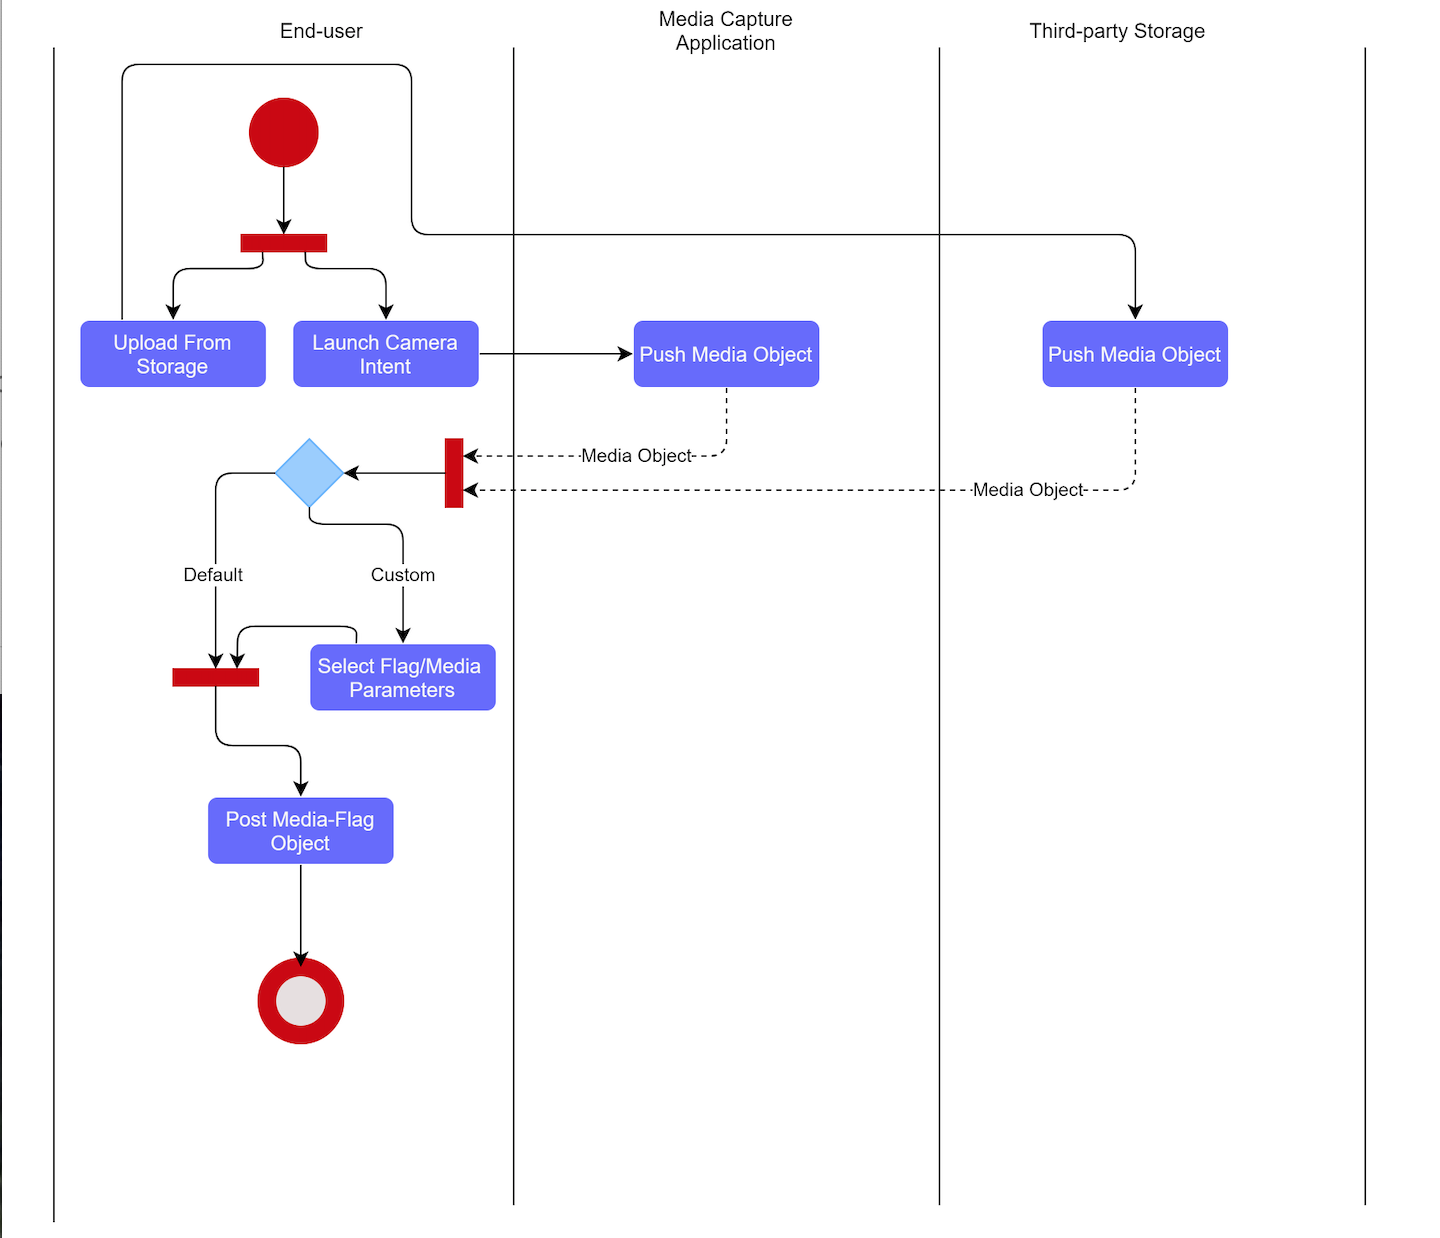 End-user
Media Capture
Application
Third-party Storage
Upload From
Storage
Launch Camera
Intent
Push Media Object
Push Media Object
Media Object
Media Object
Default
Custom
Select Flag/Media
Parameters
Post Media-Flag
Object